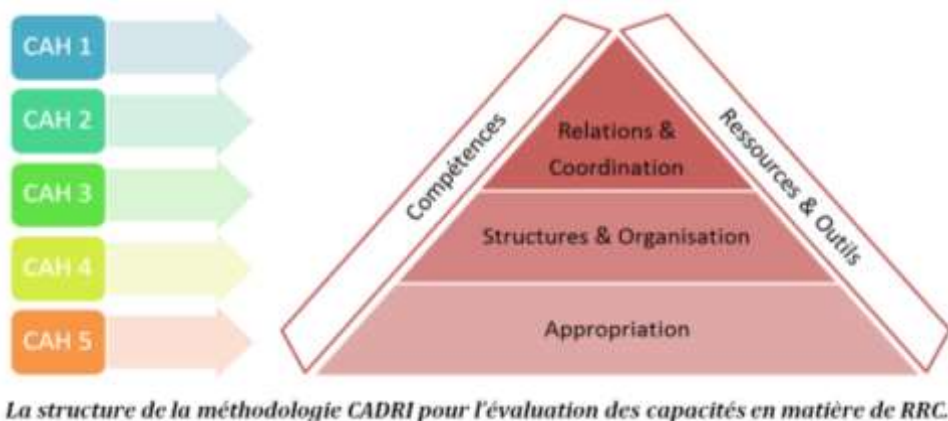 CAH 1
CAH 2
CAH 3
CAH 4
CAH 5
Compétences
Relations &
Coordination
Structures & Organisation
Appropriation
Ressources & Outils
La structure de la méthodologie CADRI pour l'évaluation des capacités en matière de RRC.